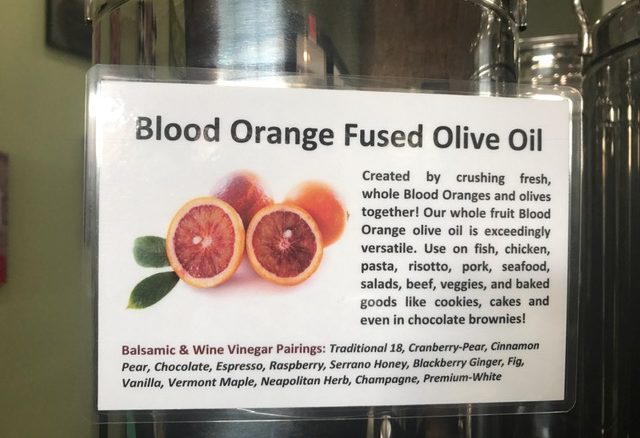 Blood Orange Fused Olive Oil
Created by crushing fresh,
whole Blood Oranges and olives
together! Our whole fruit Blood
Orange olive oil is exceedingly
versatile. Use on fish, chicken,
pasta, risotto, pork, seafood,
salads, beef, veggies, and baked
goods like cookies, cakes and
even in chocolate brownies!
Balsamic & Wine Vinegar Pairings: Traditional 18, Cranberry-Pear, Cinnamon
Pear, Chocolate, Espresso, Raspberry, Serrano Honey, Blackberry Ginger, Fig,
Vanilla, Vermont Maple, Neapolitan Herb, Champagne, Premium-White